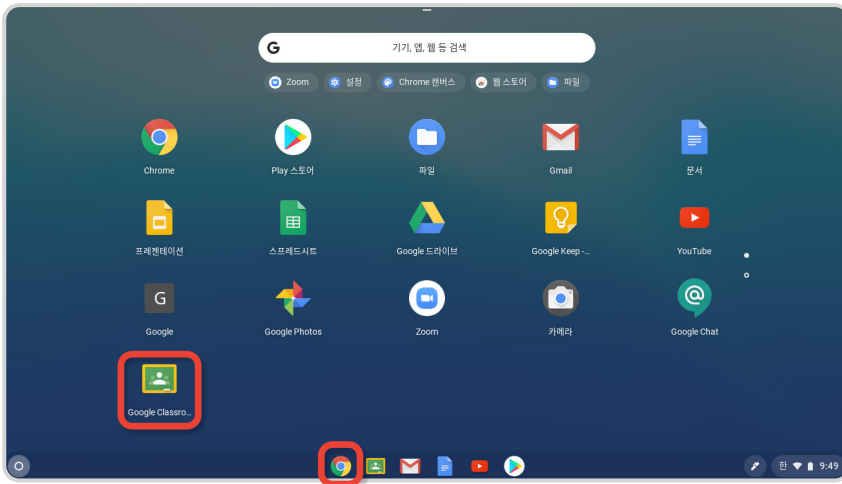 G 기기, 앱, 웹 등 검색
Zoom 설정 Chrome 캔버스 웹 스토어 파일
Chrome Play 스토어 파일 Gmail 문서
프레젠테이션 스프레드시트 Google 드라이브 Google Keep -... YouTube
G
Google Google Photos Zoom 카메라 Google Chat
Google Classro...
한 9:49